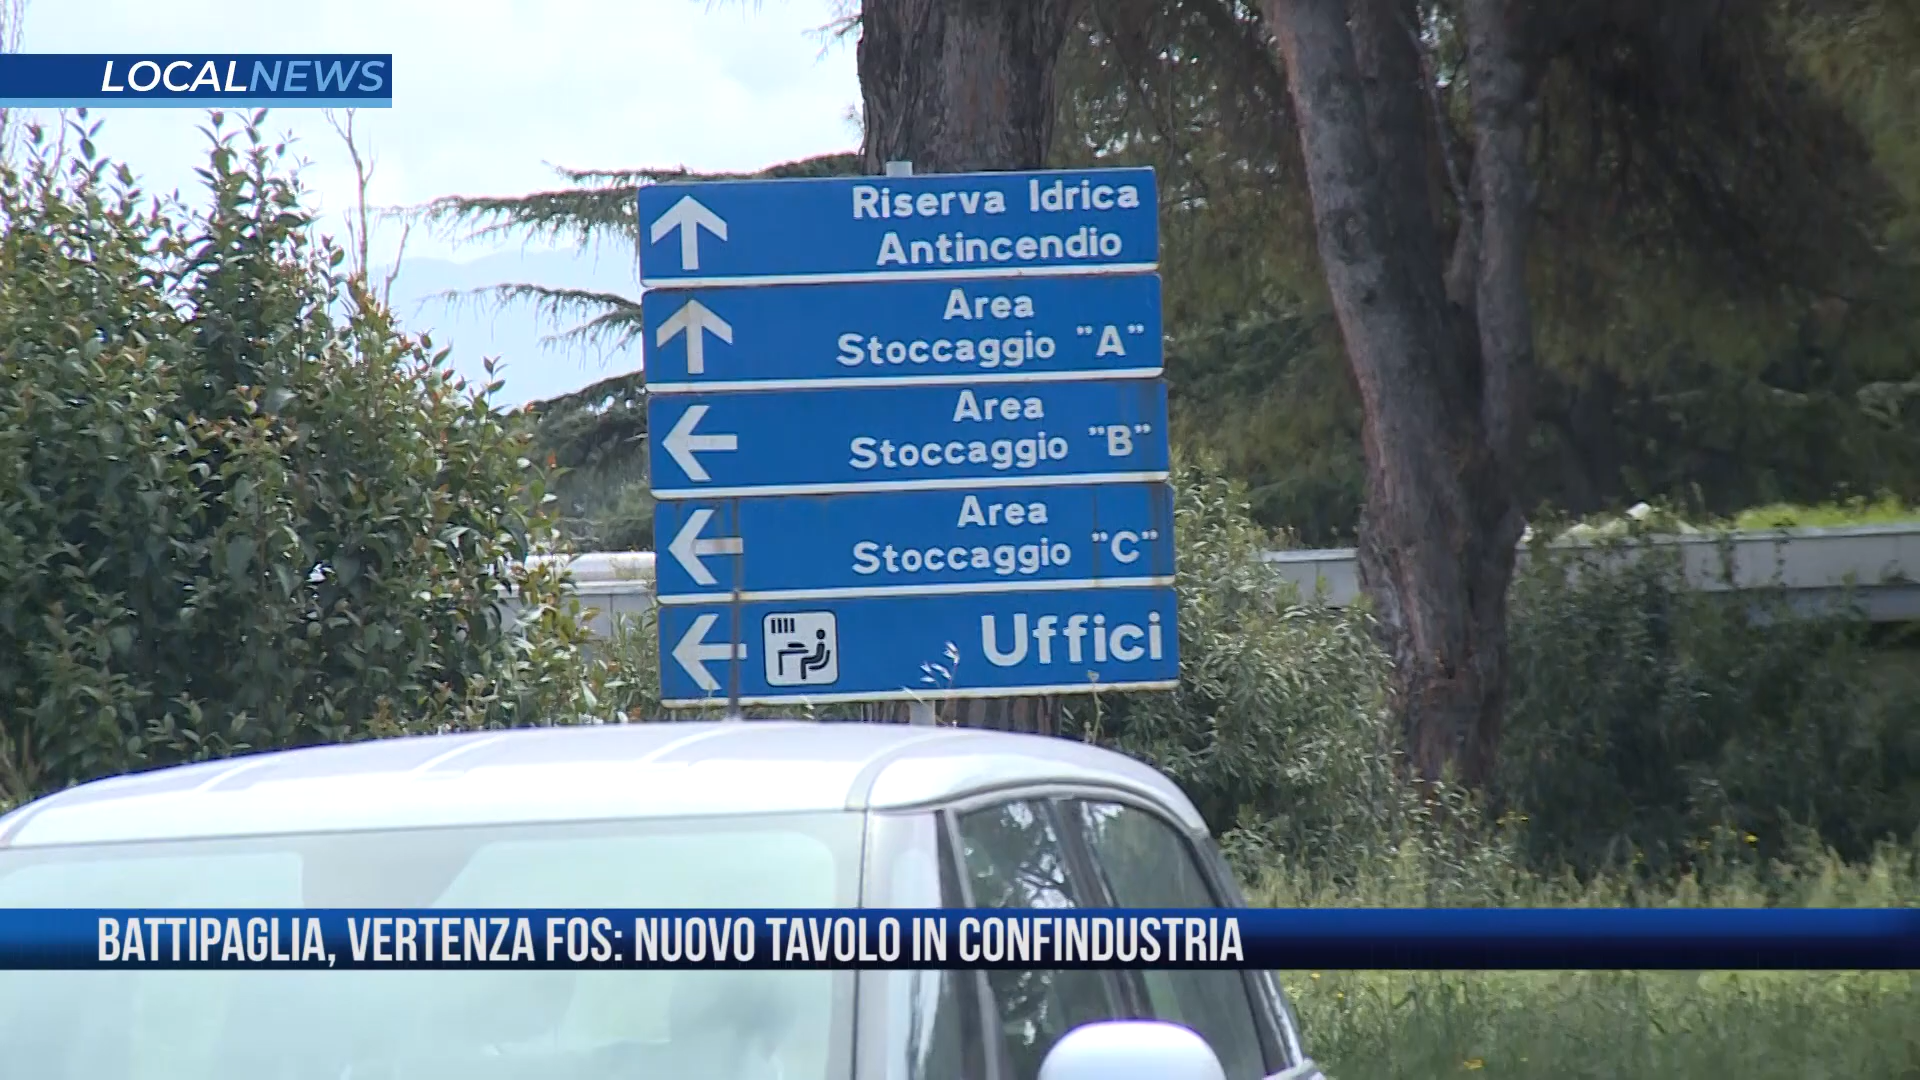 LOCALNEWS
Riserva Idrica
Antincendio
Area
Stoccaggio "A"
Area
Stoccaggio "B"
Area
Stoccaggio "C"
Uffici
BATTIPAGLIA, VERTENZA FOS: NUOVO TAVOLO IN CONFINDUSTRIA